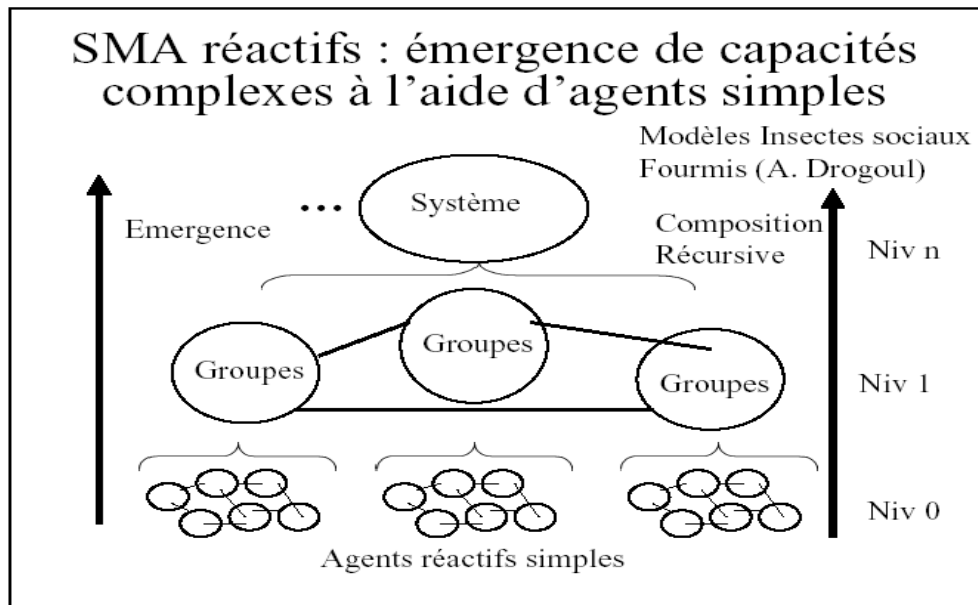 SMA réactifs : émergence de capacités
complexes à l'aide d'agents simples
Modèles Insectes sociaux
Fourmis (A. Drogoul)
Emergence
...
Système
Composition
Récursive
Niv n
Groupes
Groupes
Groupes
Niv 1
Niv 0
Agents réactifs simples